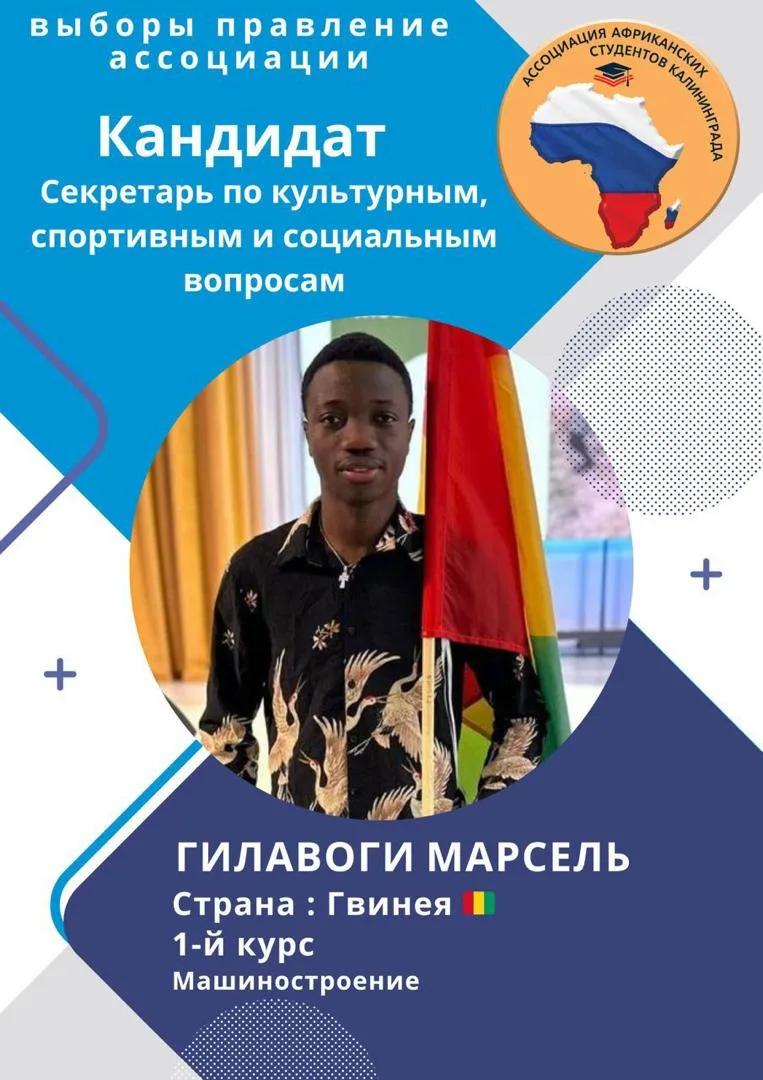 выборы правление
ассоциации
АССОЦИАЦИЯ АФРИКАНСКИХ
СТУДЕНТОВ КАЛИНИНГРАДА
Кандидат
Секретарь по культурным,
спортивным и социальным
вопросам
ГИЛАВОГИ МАРСЕЛЬ
Страна : Гвинея 🇬🇳
1-й курс
Машиностроение